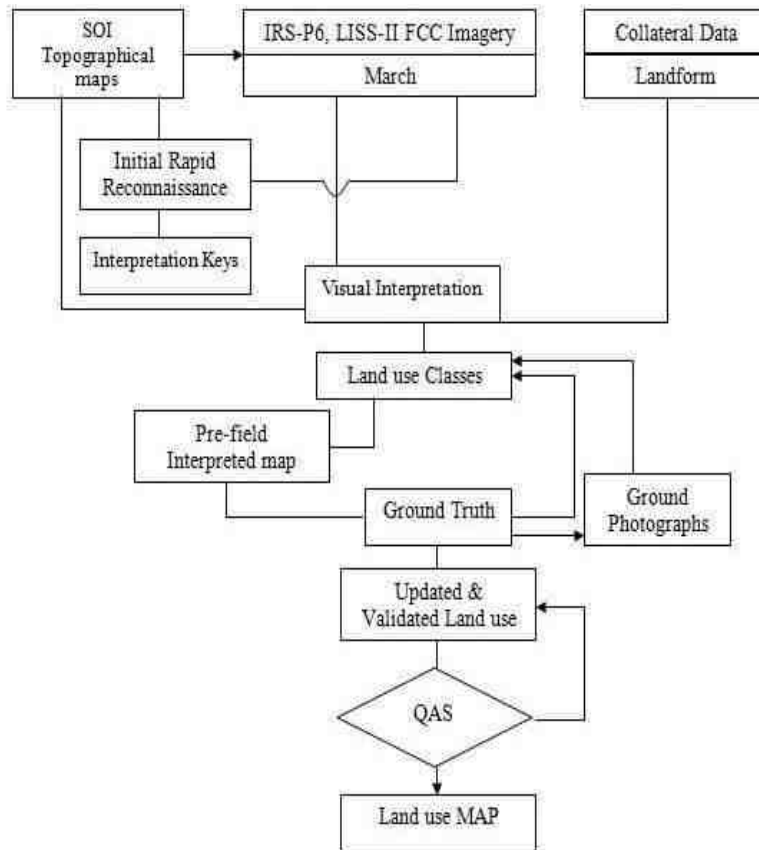 SOI
Topographical
maps
IRS-P6, LISS-II FCC Imagery
March
Collateral Data
Landform
Initial Rapid
Reconnaissance
Interpretation Keys
Visual Interpretation
Land use Classes
Pre-field
Interpreted map
Ground Truth
Ground
Photographs
Updated &
Validated Land use
QAS
Land use MAP